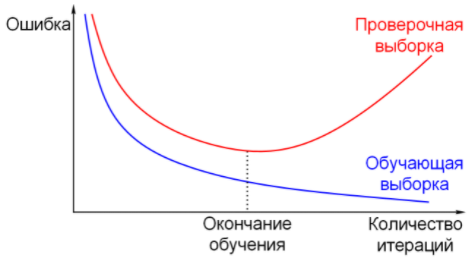 Ошибка
Проверочная
выборка
Обучающая
выборка
Окончание
обучения
Количество
итераций